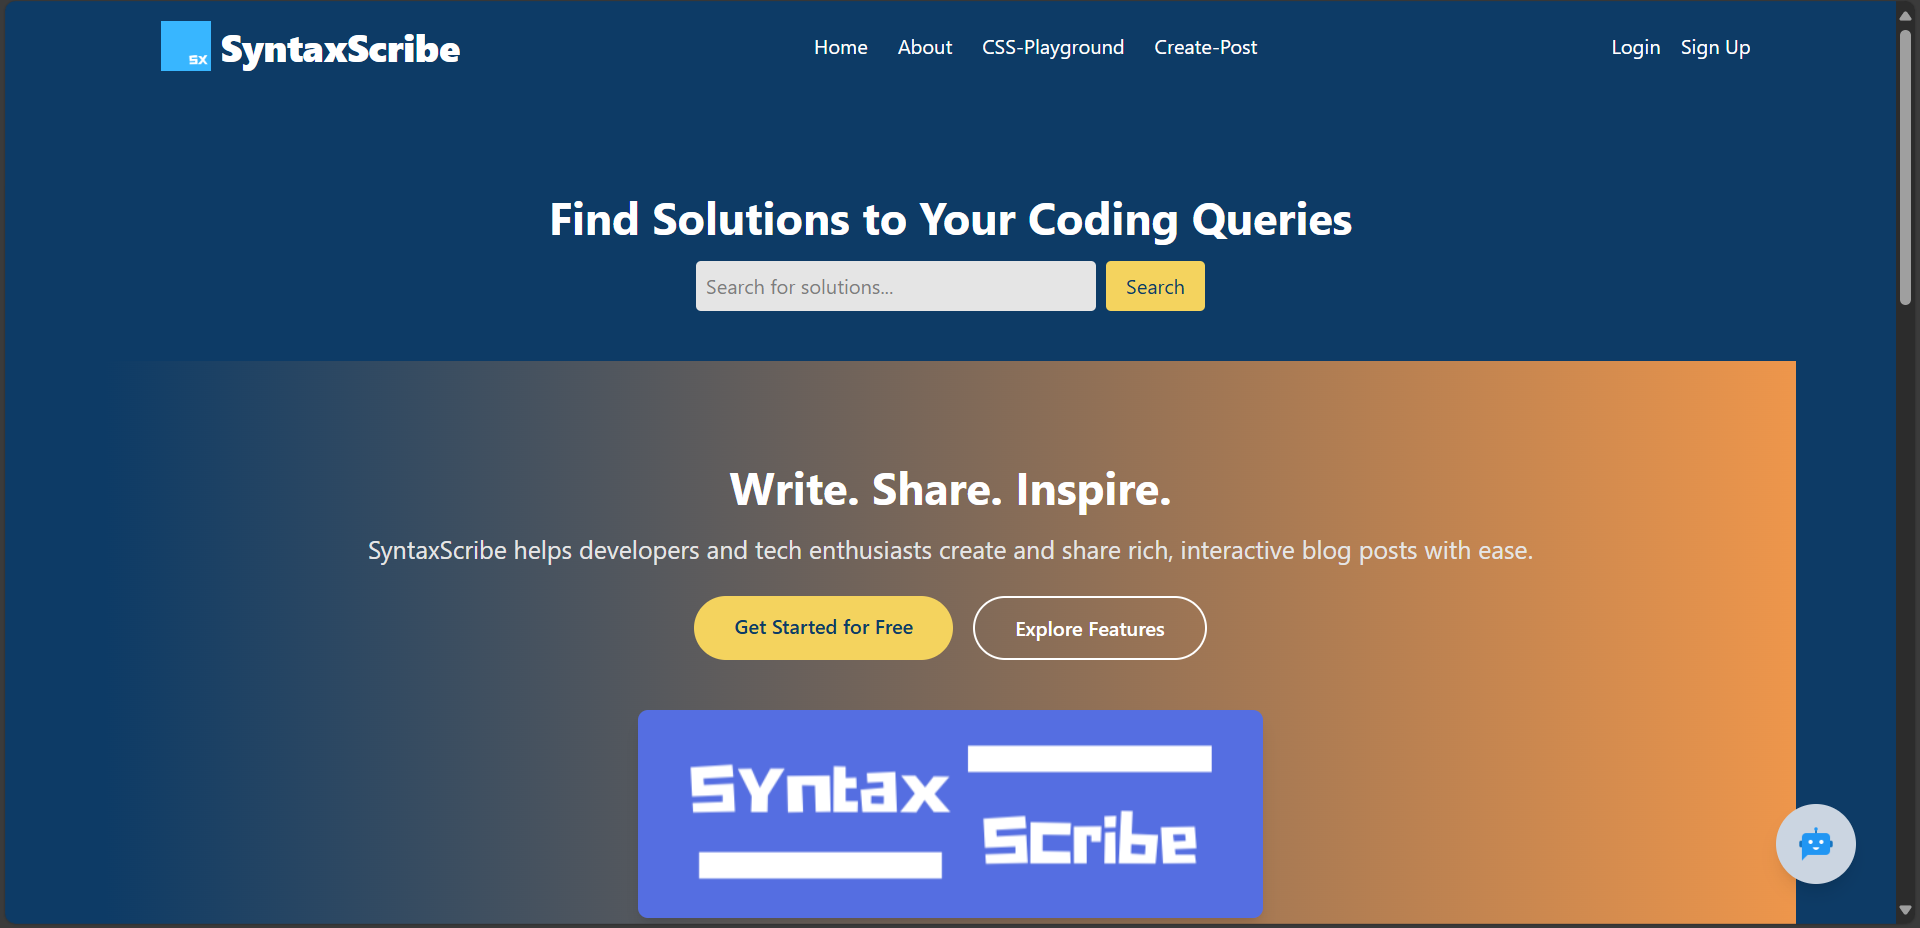 sx SyntaxScribe Home About CSS-Playground Create-Post Login Sign Up
Find Solutions to Your Coding Queries
Search for solutions... Search
Write. Share. Inspire.
SyntaxScribe helps developers and tech enthusiasts create and share rich, interactive blog posts with ease.
Get Started for Free Explore Features
SYntax
Scribe